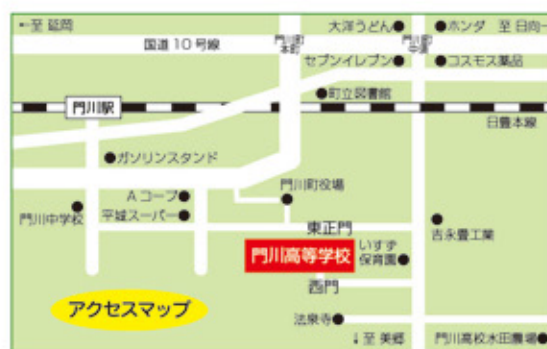 ←至 延岡
国道10号線
門川町
本町
大洋うどん
門川町
中須
ホンダ
至 日向→
セブンイレブン
コスモス薬品
町立図書館
門川駅
日豊本線
ガソリンスタンド
Aコープ
平城スーパー
門川中学校
門川町役場
東正門
吉永畳工業
門川高等学校
いすず
保育園
西門
アクセスマップ
法泉寺
↓至 美郷
門川高校水田農場